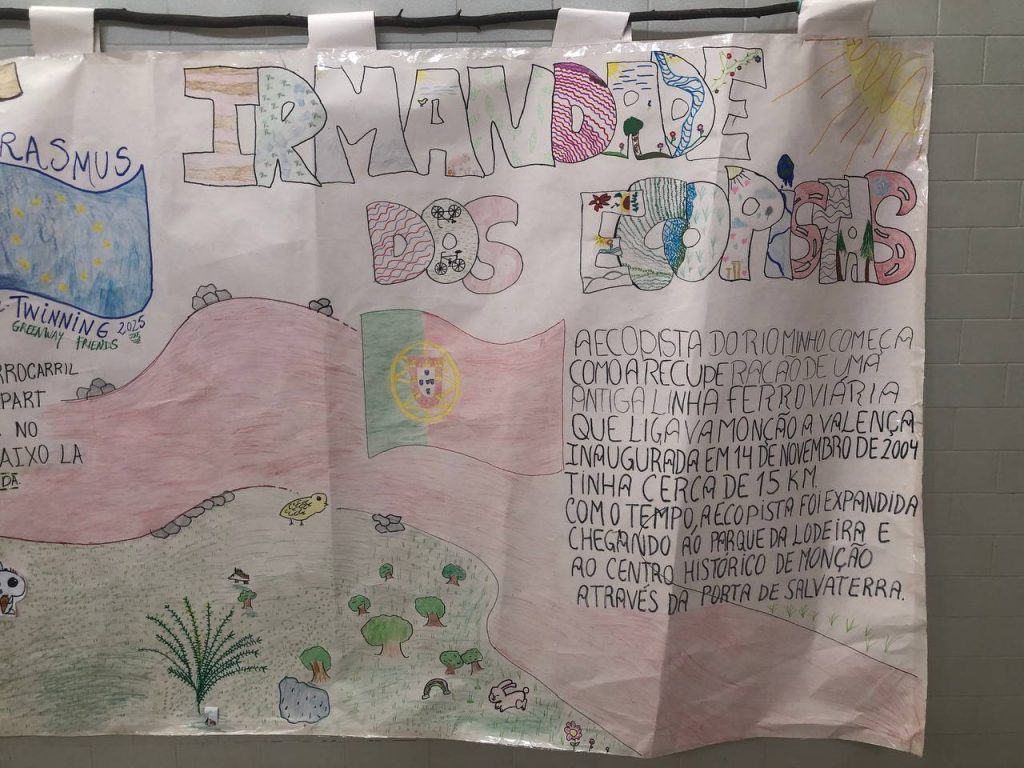 IRMANDADE
DOS ECOPISTAS
RASMUS
TWINNING 2025
GREENWAY FRIENDS
RROCARRIL
PART
NO
AIXO LA
DA
A ECOPISTA DO RIO MINHO COMEÇA
COMO A RECUPERAÇÃO DE UMA
ANTIGA LINHA FERROVIÁRIA
QUE LIGAVA MONÇÃO A VALENÇA
INAUGURADA EM 14 DE NOVEMBRO DE 2004
TINHA CERCA DE 15 KM
COM O TEMPO, A ECOPISTA FOI EXPANDIDA
CHEGANDO AO PARQUE DA LODEIRA E
AO CENTRO HISTÓRICO DE MONÇÃO
ATRAVÉS DA PORTA DE SALVATERRA.